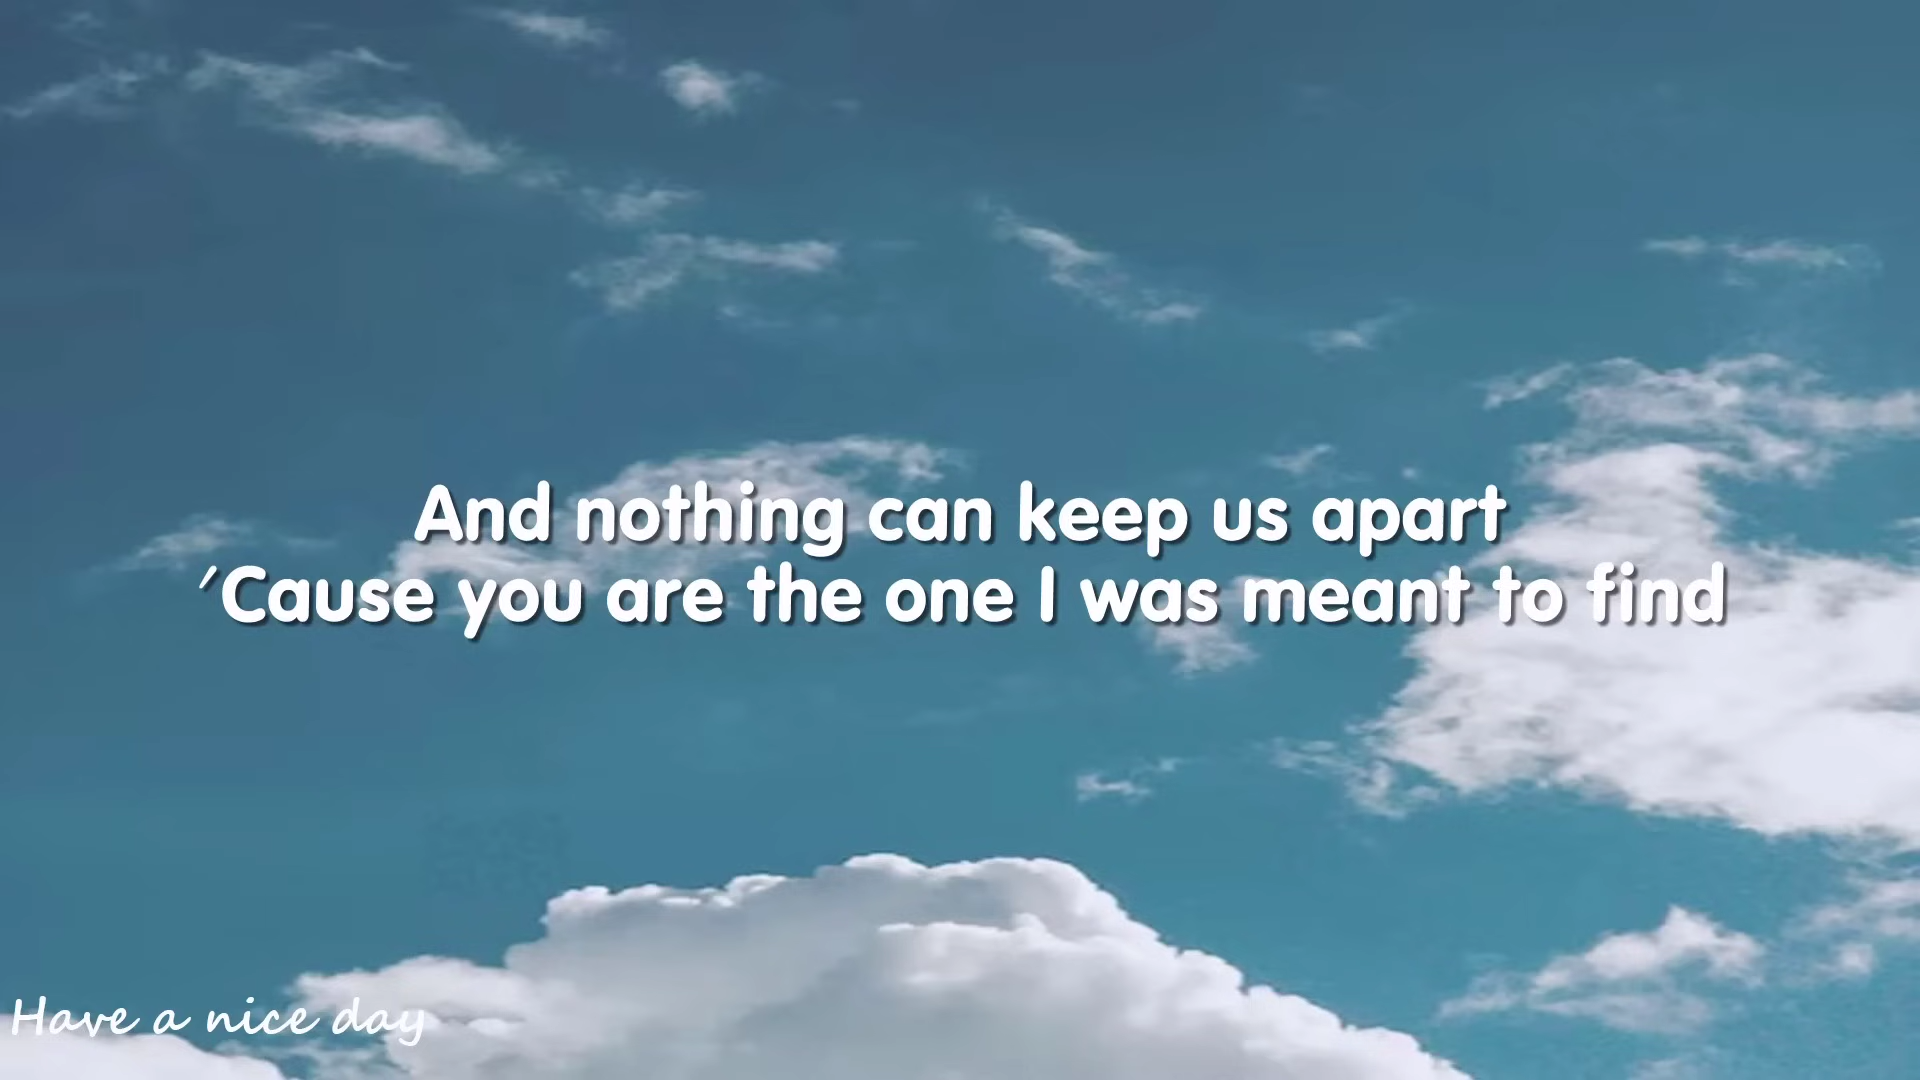 And nothing can keep us apart
'Cause you are the one I was meant to find
Have a nice day